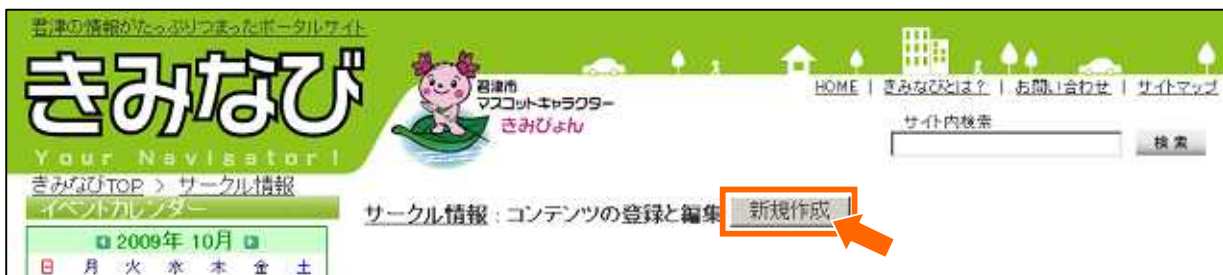 君津の情報がたっぷりつまったポータルサイト
きみなび
Your Navigator!
君津市
マスコットキャラクター
きみぴょん
HOME | きみなびとは？ | お問い合わせ | サイトマップ
サイト内検索
検索
きみなびTOP > サークル情報
イベントカレンダー
2009年 10月
日 月 火 水 木 金 土
サークル情報 : コンテンツの登録と編集 新規作成